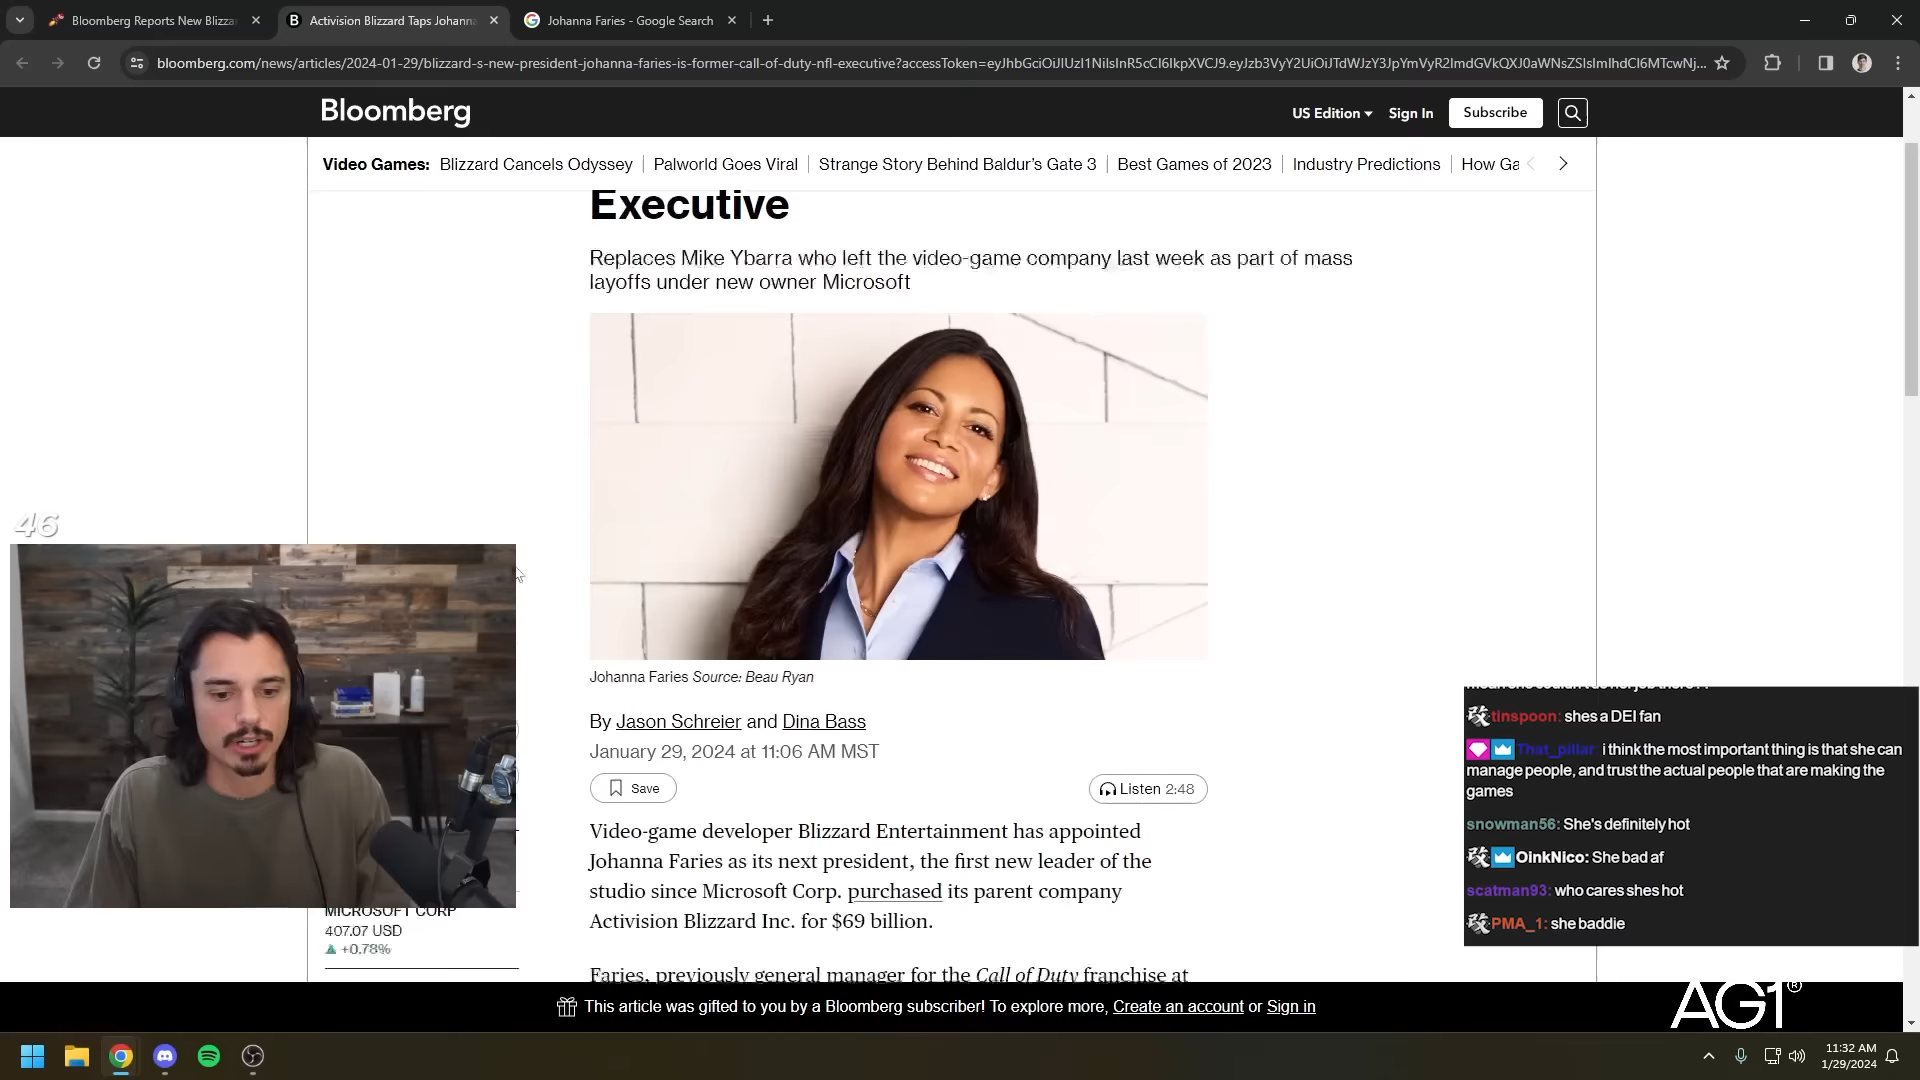 Bloomberg Reports New Blizza
Activision Blizzard Taps Johann
Johanna Faries - Google Search
bloomberg.com/news/articles/2024-01-29/blizzard-s-new-president-johanna-faries-is-former-call-of-duty-nfl-executive?accessToken=eyJhbGciOiJIUzI1NiIsInR5cCI6IkpXVCJ9.eyJzb3VyY2UiOiJTdWJzY3JpYmVyR2lmdGVkQXJ0aWNsZSIsImlhdCI6MTcwNj...
Bloomberg
US Edition
Sign In
Subscribe
Video Games: Blizzard Cancels Odyssey
Palworld Goes Viral
Strange Story Behind Baldur's Gate 3
Best Games of 2023
Industry Predictions
How Ga
Executive
Replaces Mike Ybarra who left the video-game company last week as part of mass
layoffs under new owner Microsoft
46
Johanna Faries Source: Beau Ryan
By Jason Schreier and Dina Bass
January 29, 2024 at 11:06 AM MST
Save
Listen 2:48
Video-game developer Blizzard Entertainment has appointed
Johanna Faries as its next president, the first new leader of the
studio since Microsoft Corp. purchased its parent company
Activision Blizzard Inc. for $69 billion.
Faries, previously general manager for the Call of Duty franchise at
MICROSOFT CORP
407.07 USD
+0.78%
tinspoon: shes a DEI fan
That_pillar: i think the most important thing is that she can
manage people, and trust the actual people that are making the
games
snowman56: She's definitely hot
OinkNico: She bad af
scatman93: who cares shes hot
PMA_1: she baddie
This article was gifted to you by a Bloomberg subscriber! To explore more, Create an account or Sign in
AG1®
11:32 AM
1/29/2024